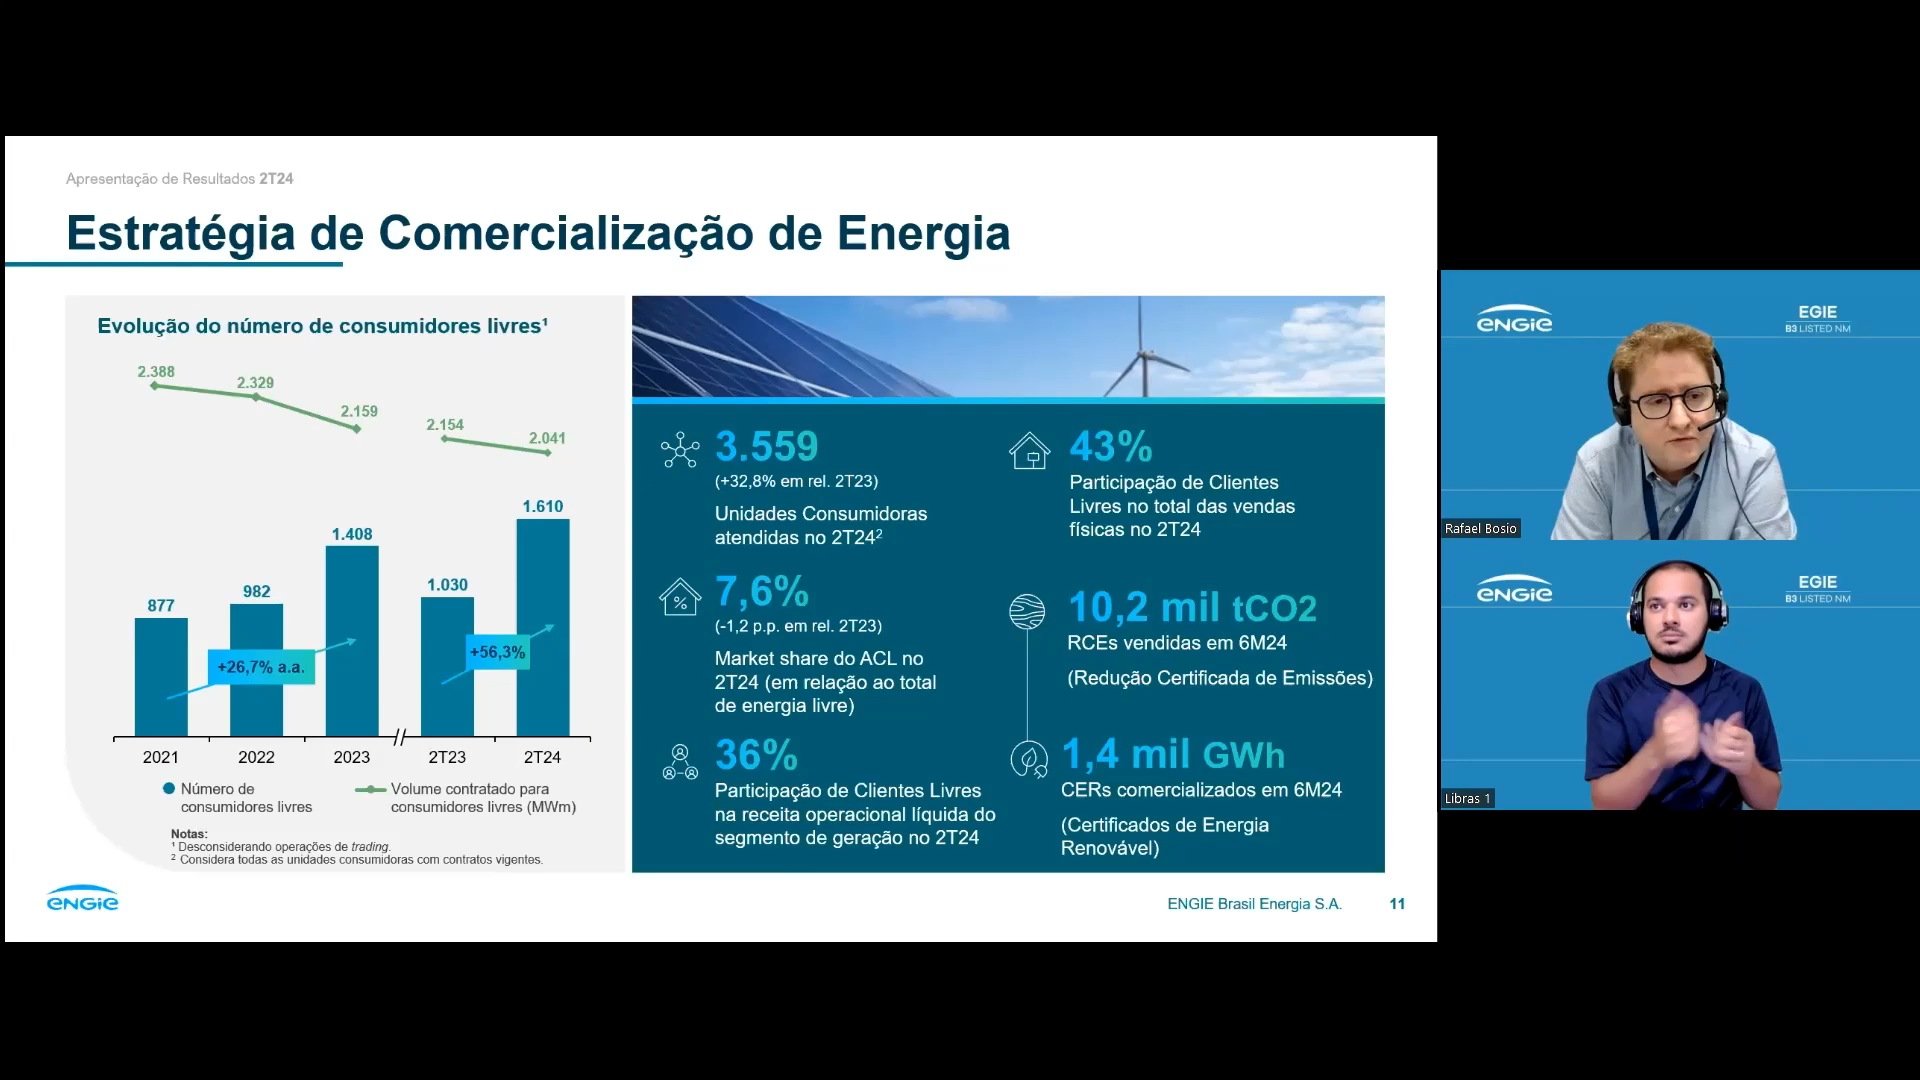 Apresentação de Resultados 2T24
Estratégia de Comercialização de Energia
Evolução do número de consumidores livres¹
2.388
2.329
2.159
2.154
2.041
877
982
1.408
1.030
1.610
+26,7% a.a.
+56,3%
2021
2022
2023
2T23
2T24
Número de
consumidores livres
Volume contratado para
consumidores livres (MWm)
Notas:
¹ Desconsiderando operações de trading.
² Considera todas as unidades consumidoras com contratos vigentes.
3.559
(+32,8% em rel. 2T23)
Unidades Consumidoras
atendidas no 2T24²
%
7,6%
(-1,2 p.p. em rel. 2T23)
Market share do ACL no
2T24 (em relação ao total
de energia livre)
36%
Participação de Clientes Livres
na receita operacional líquida do
segmento de geração no 2T24
43%
Participação de Clientes
Livres no total das vendas
físicas no 2T24
10,2 mil tCO2
RCEs vendidas em 6M24
(Redução Certificada de Emissões)
1,4 mil GWh
CERs comercializados em 6M24
(Certificados de Energia
Renovável)
ENGIE
ENGIE Brasil Energia S.A.
11
ENGIE
EGIE
B3 LISTED NM
Rafael Bosio
ENGIE
EGIE
B3 LISTED NM
Libras 1